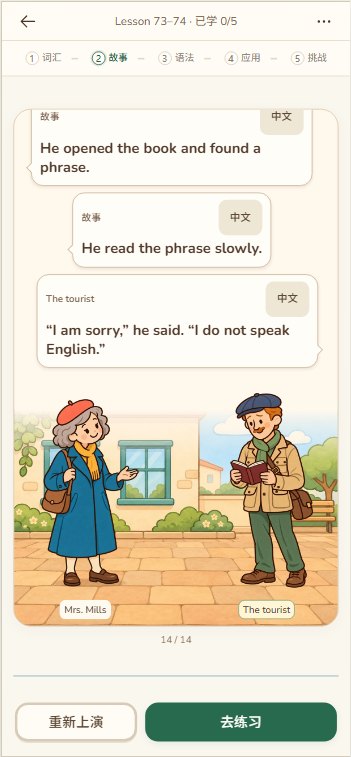 Lesson 73–74 · 已学 0/5
1 词汇 – 2 故事 – 3 语法 – 4 应用 – 5 挑战
故事 中文
He opened the book and found a
phrase.
故事 中文
He read the phrase slowly.
The tourist 中文
“I am sorry,” he said. “I do not speak
English.”
Mrs. Mills The tourist
14 / 14
重新上演 去练习